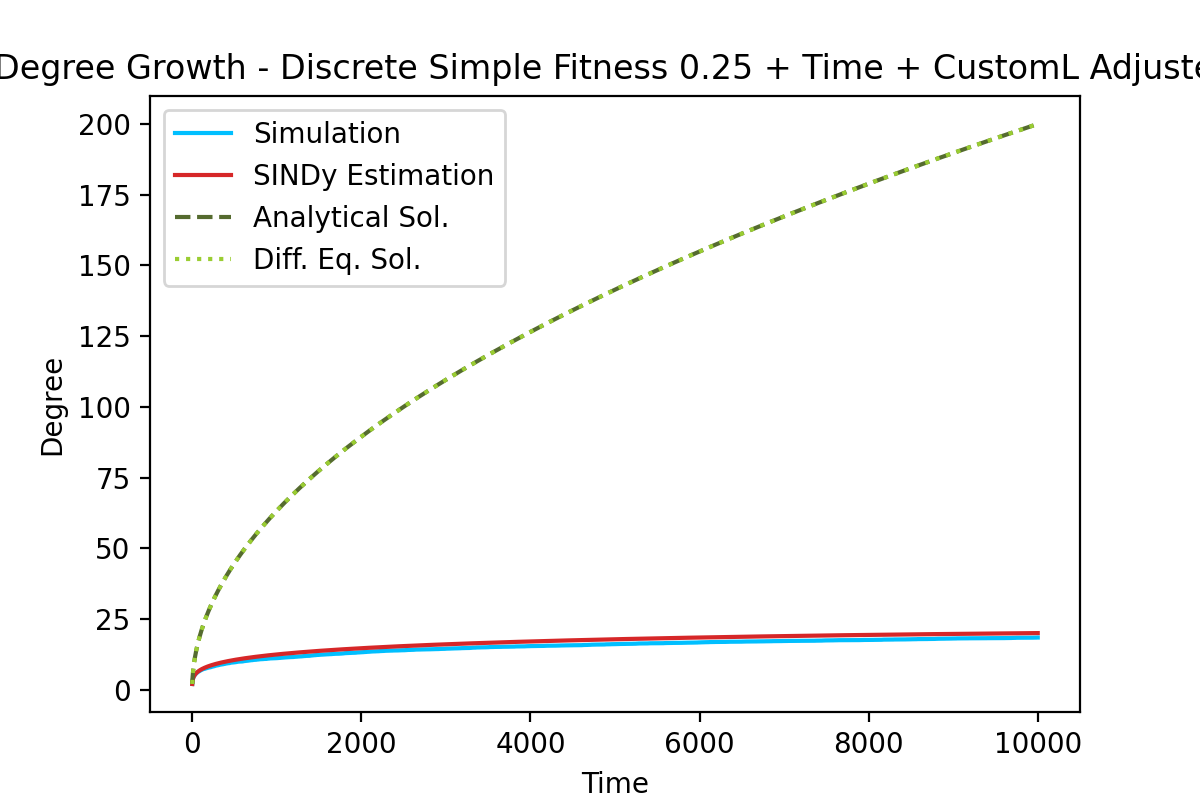 Degree Growth - Discrete Simple Fitness 0.25 + Time + CustomL Adjuste
200
175
150
125
100
75
50
25
0
Degree
Simulation
SINDy Estimation
Analytical Sol.
Diff. Eq. Sol.
0 2000 4000 6000 8000 10000
Time